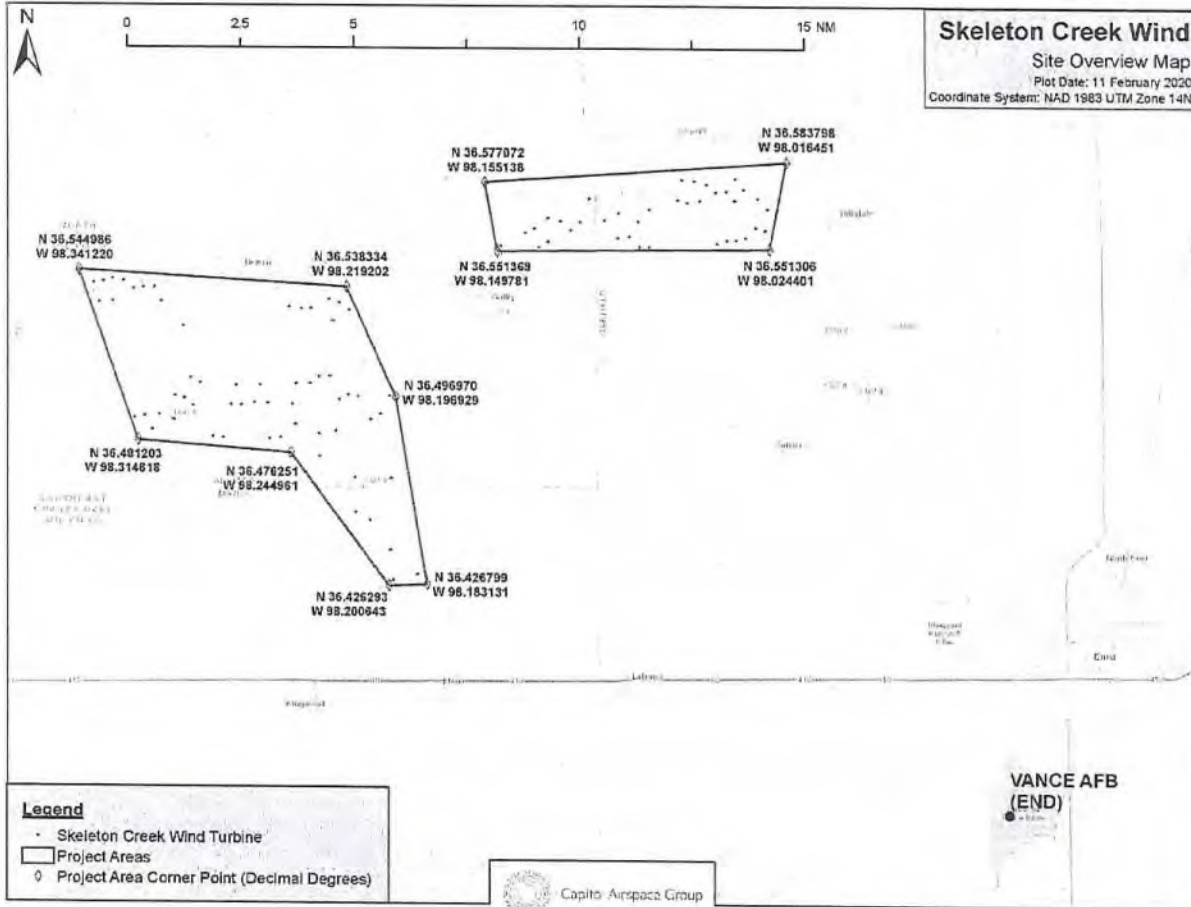 N
0 2.5 5 10 15 NM
Skeleton Creek Wind
Site Overview Map
Plot Date: 11 February 2020
Coordinate System: NAD 1983 UTM Zone 14N
N 36.583798
W 98.016451
N 36.577072
W 98.155138
N 36.544986
W 98.341220
N 36.538334
W 98.219202
N 36.551369
W 98.149781
N 36.551306
W 98.024401
N 36.496970
W 98.196929
N 36.481203
W 98.314818
N 36.476251
W 98.244961
N 36.426293
W 98.200643
N 36.426799
W 98.183131
Enid
Lahoma
Ringwood
VANCE AFB
(END)
Legend
Skeleton Creek Wind Turbine
Project Areas
Project Area Corner Point (Decimal Degrees)
Capitol Airspace Group